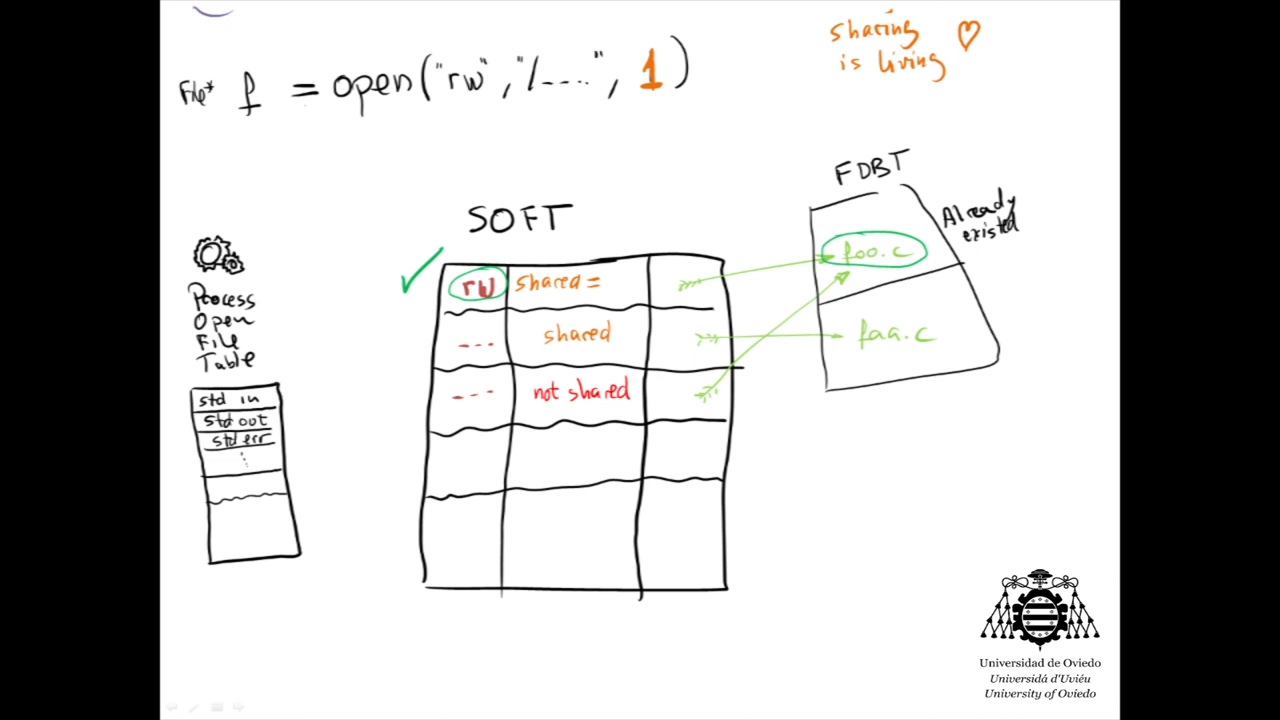 sharing
is living
File* f = open("rw", "/----", 1)
FDBT
Already
existed
SOFT
foo.c
rw shared =
Process
Open
File
Table
--- shared
faa.c
--- not shared
std in
std out
std err
Universidad de Oviedo
Universidá d'Uviéu
University of Oviedo